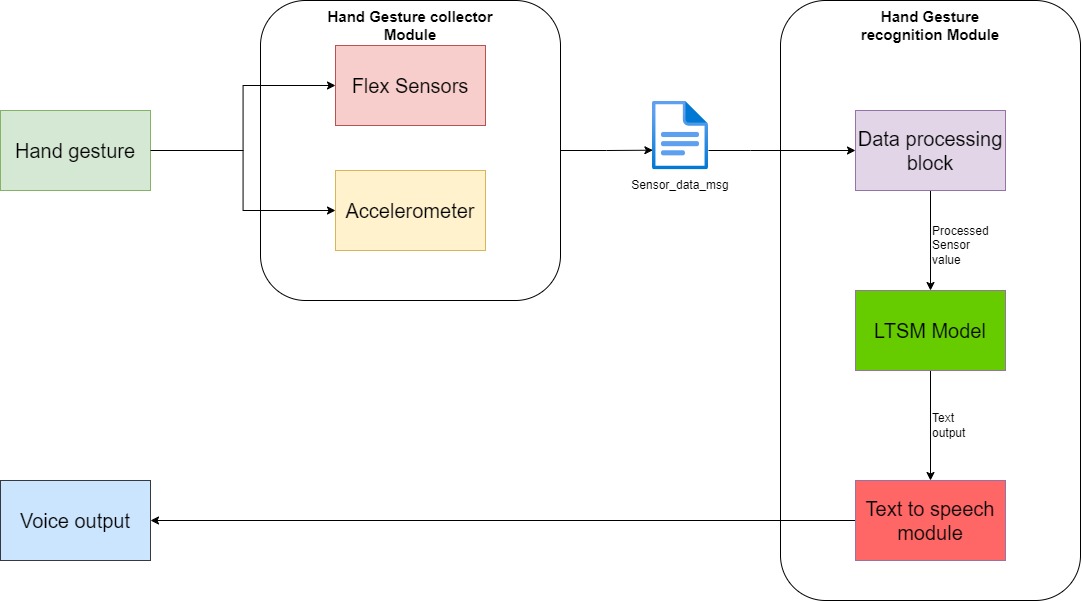 Hand Gesture collector
Module
Hand Gesture
recognition Module
Flex Sensors
Hand gesture
Accelerometer
Sensor_data_msg
Data processing
block
Processed
Sensor
value
LTSM Model
Text
output
Text to speech
module
Voice output